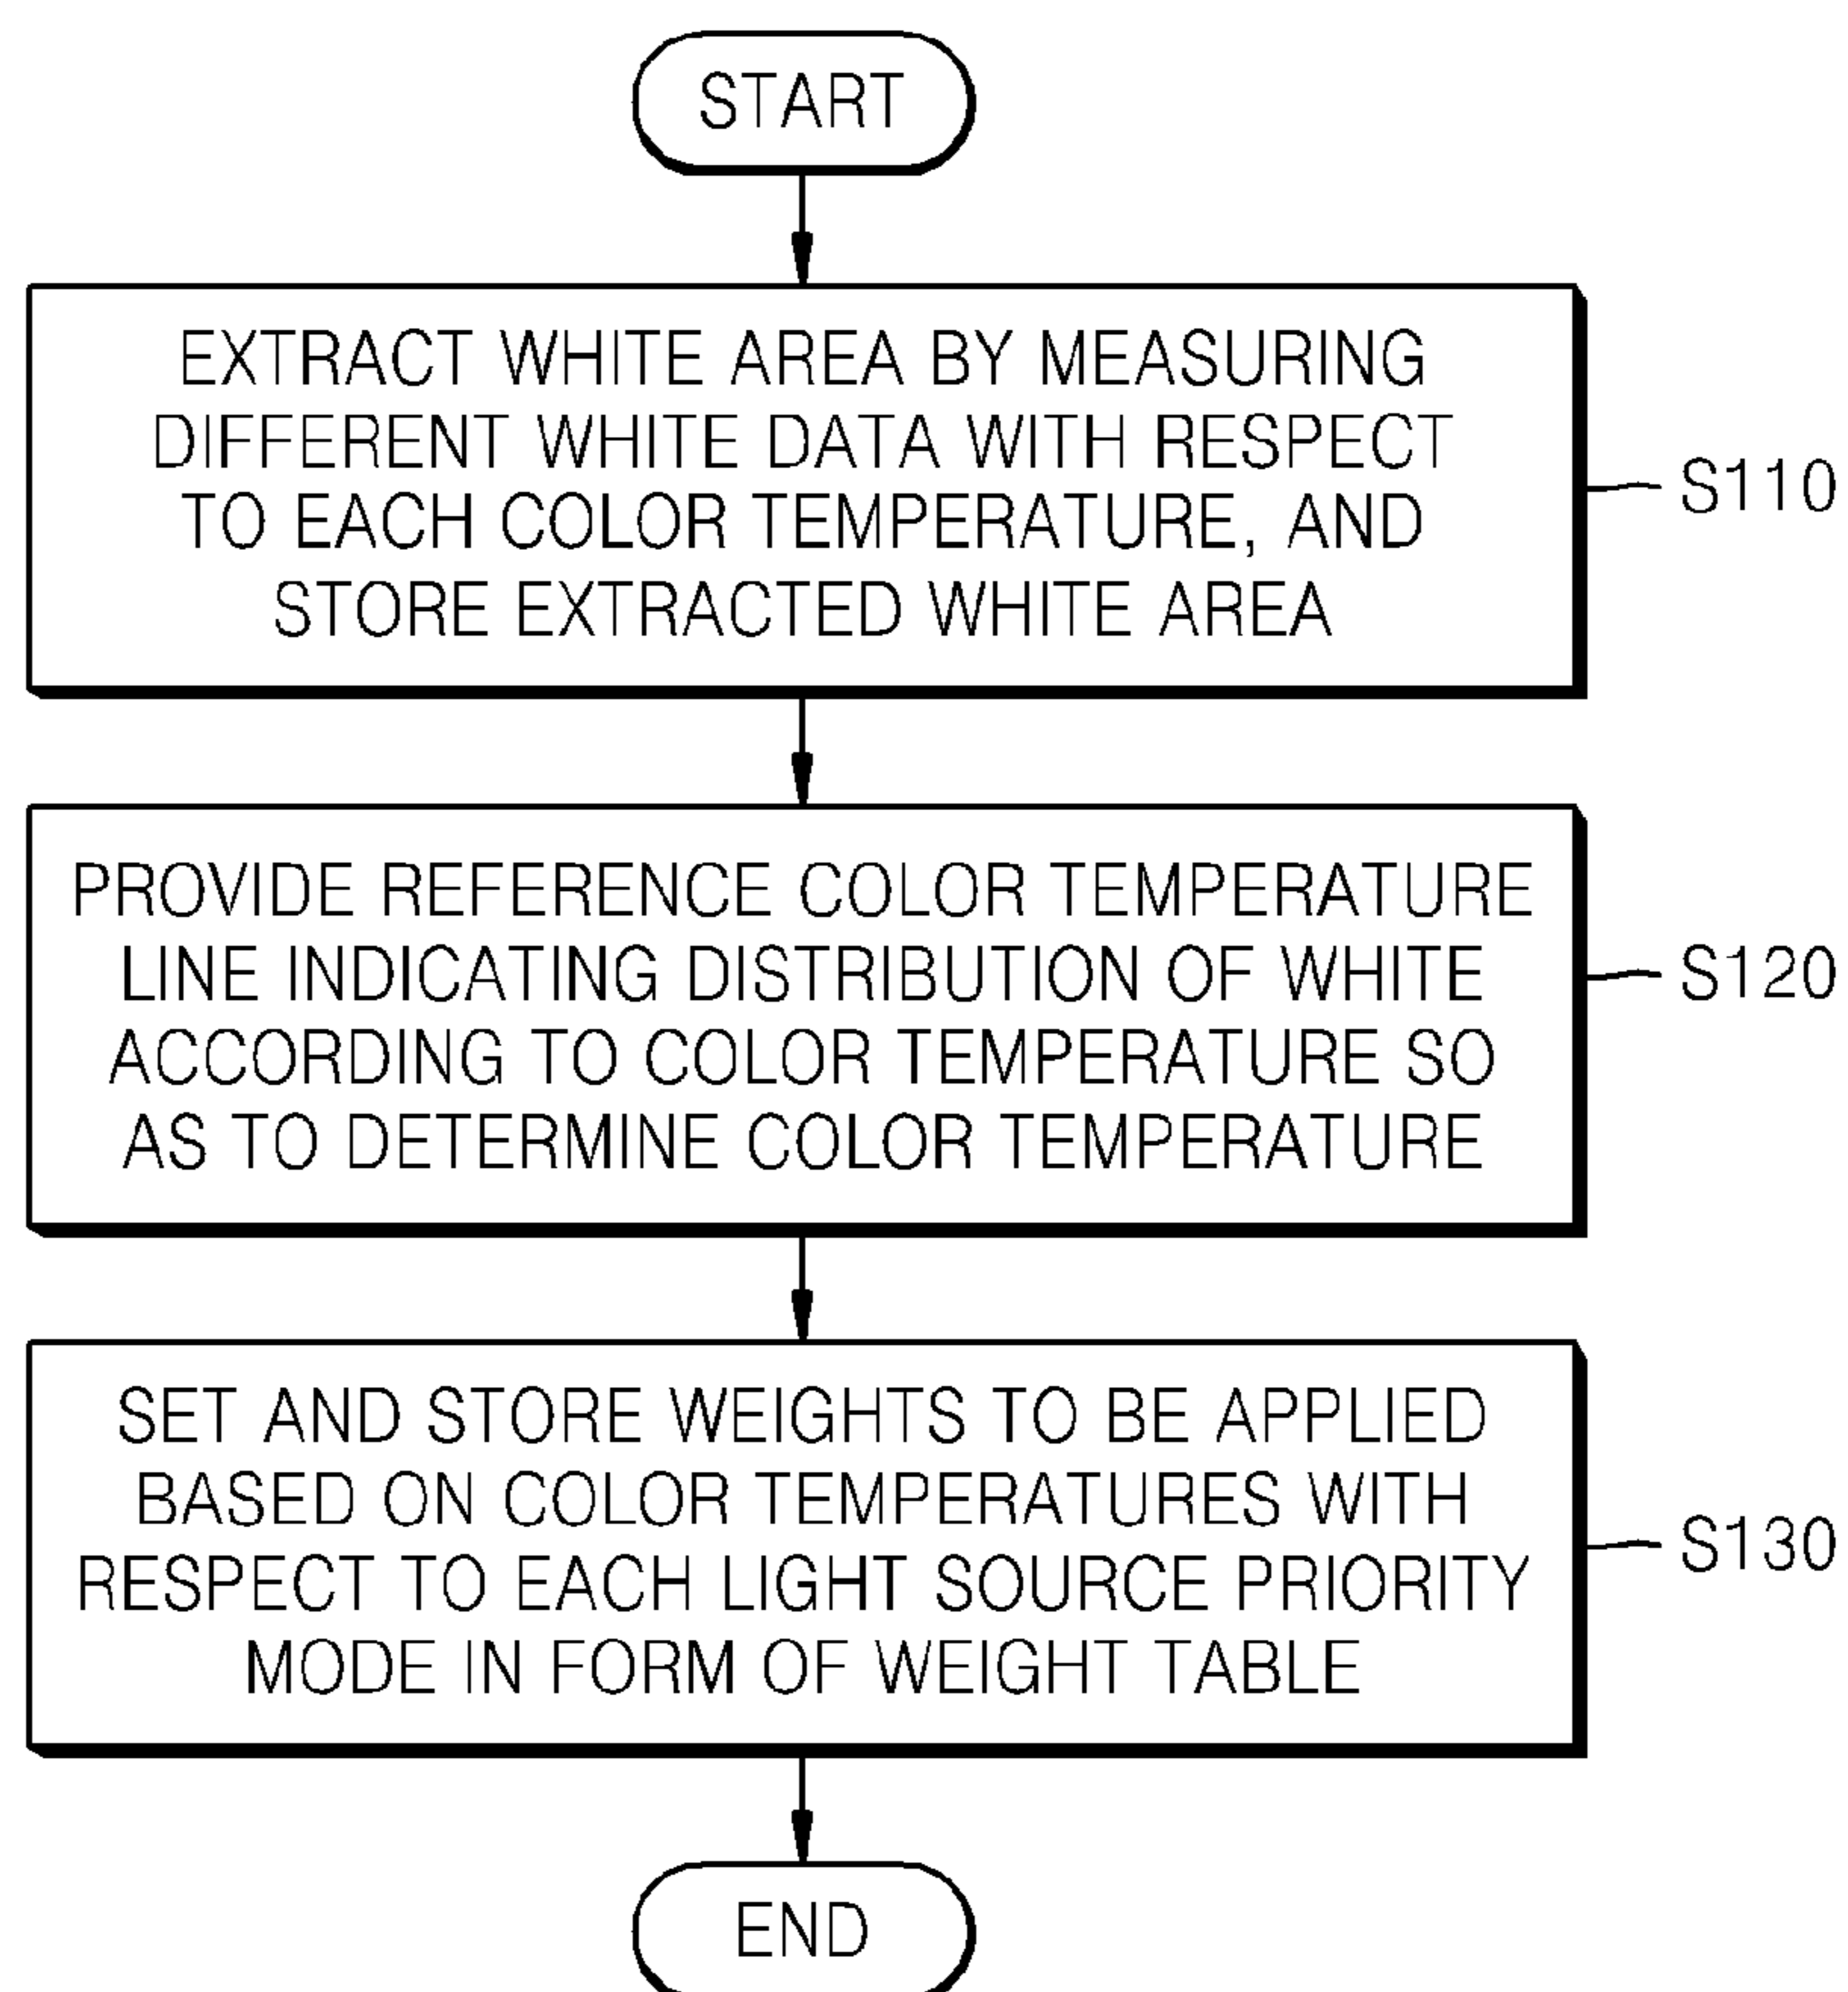 START
EXTRACT WHITE AREA BY MEASURING
DIFFERENT WHITE DATA WITH RESPECT
TO EACH COLOR TEMPERATURE, AND
STORE EXTRACTED WHITE AREA
S110
PROVIDE REFERENCE COLOR TEMPERATURE
LINE INDICATING DISTRIBUTION OF WHITE
ACCORDING TO COLOR TEMPERATURE SO
AS TO DETERMINE COLOR TEMPERATURE
S120
SET AND STORE WEIGHTS TO BE APPLIED
BASED ON COLOR TEMPERATURES WITH
RESPECT TO EACH LIGHT SOURCE PRIORITY
MODE IN FORM OF WEIGHT TABLE
S130
END